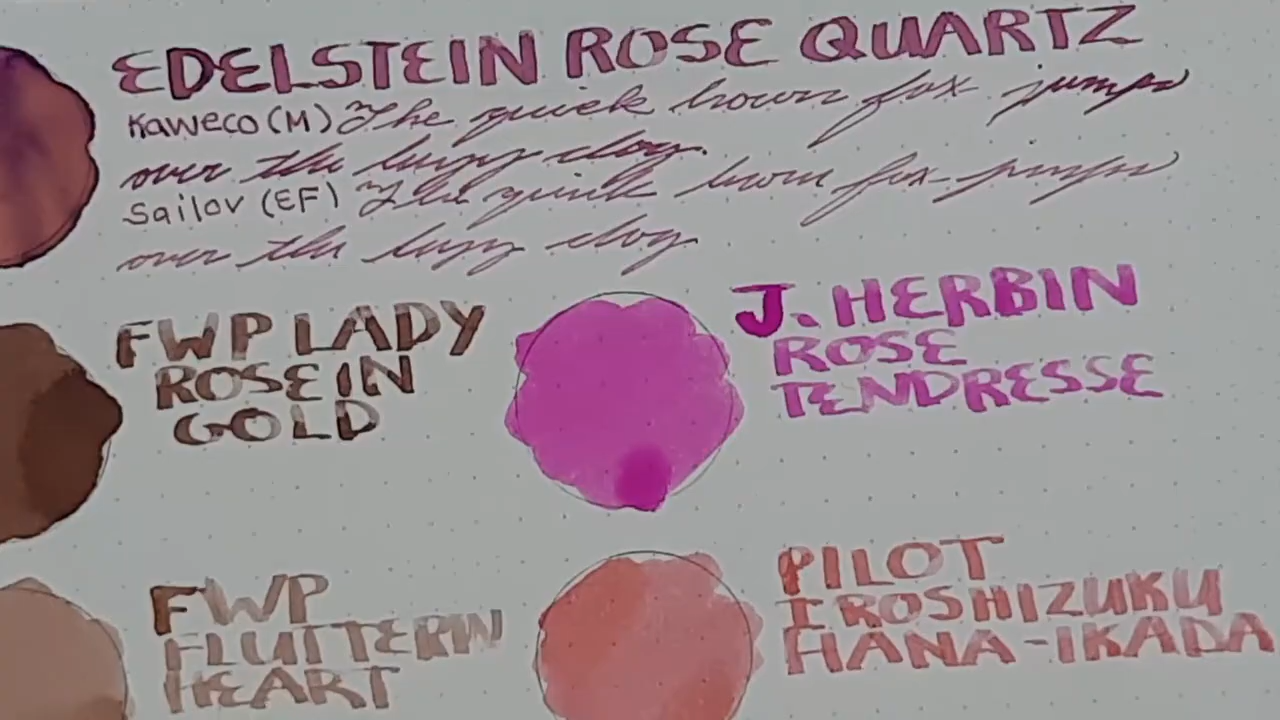 EDELSTEIN ROSE QUARTZ
Kaweco (M) The quick brown fox jumps
over the lazy dog.
Sailor (EF) The quick brown fox jumps
over the lazy dog.
FWP LADY
ROSE IN
GOLD
J. HERBIN
ROSE
TENDRESSE
FWP
FLUTTERIN
HEART
PILOT
IROSHIZUKU
HANA-IKADA